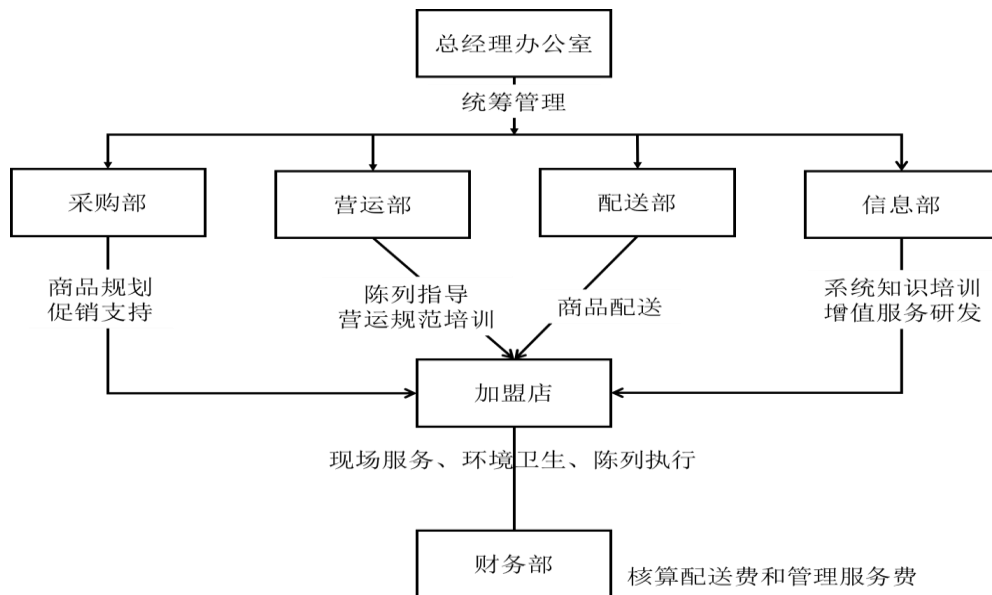 总经理办公室
统筹管理
采购部
营运部
配送部
信息部
商品规划
促销支持
陈列指导
营运规范培训
商品配送
系统知识培训
增值服务研发
加盟店
现场服务、环境卫生、陈列执行
财务部
核算配送费和管理服务费